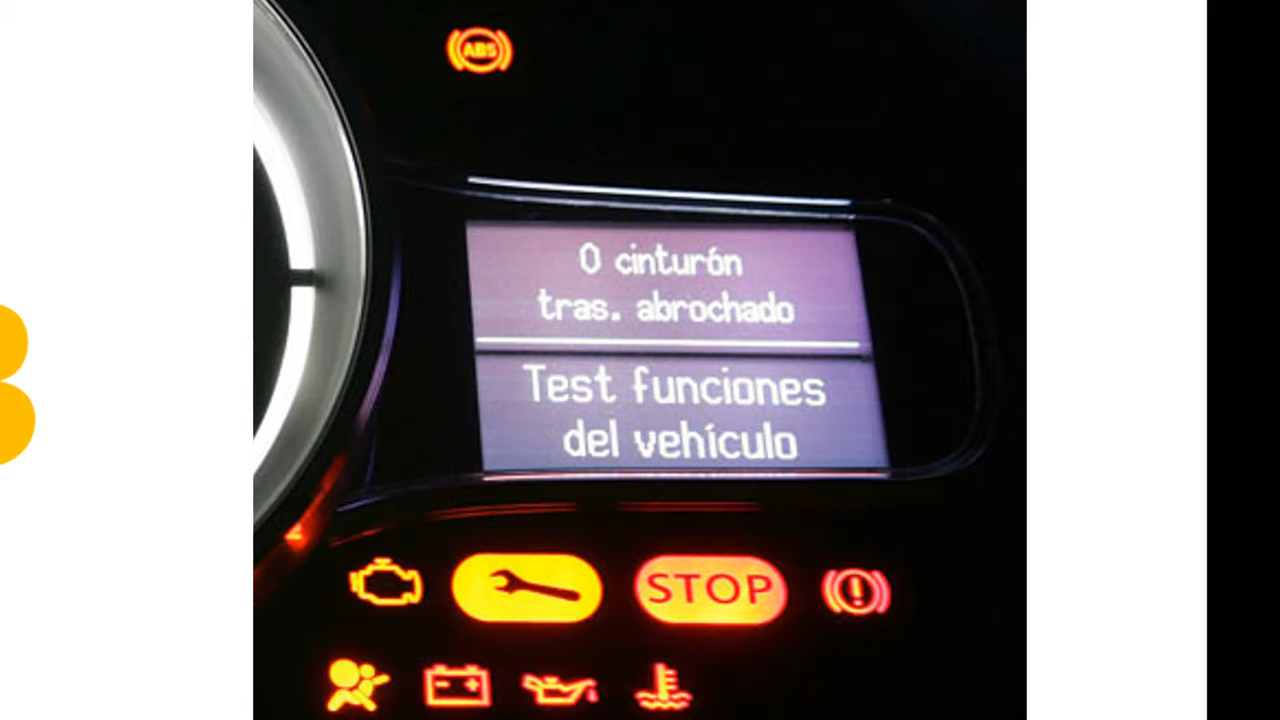 ABS
0 cinturón
tras. abrochado
Test funciones
del vehículo
STOP